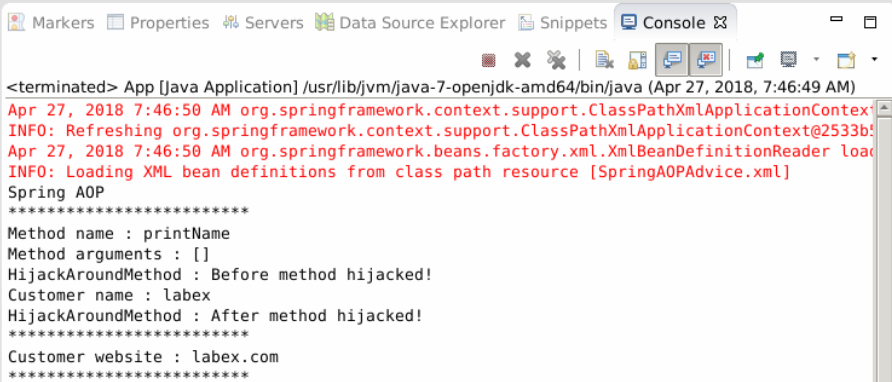 Markers Properties Servers Data Source Explorer Snippets Console
<terminated> App [Java Application] /usr/lib/jvm/java-7-openjdk-amd64/bin/java (Apr 27, 2018, 7:46:49 AM)
Apr 27, 2018 7:46:50 AM org.springframework.context.support.ClassPathXmlApplicationContext
INFO: Refreshing org.springframework.context.support.ClassPathXmlApplicationContext@2533b5
Apr 27, 2018 7:46:50 AM org.springframework.beans.factory.xml.XmlBeanDefinitionReader load
INFO: Loading XML bean definitions from class path resource [SpringAOPAdvice.xml]
Spring AOP
*************************
Method name : printName
Method arguments : []
HijackAroundMethod : Before method hijacked!
Customer name : labex
HijackAroundMethod : After method hijacked!
*************************
Customer website : labex.com
*************************